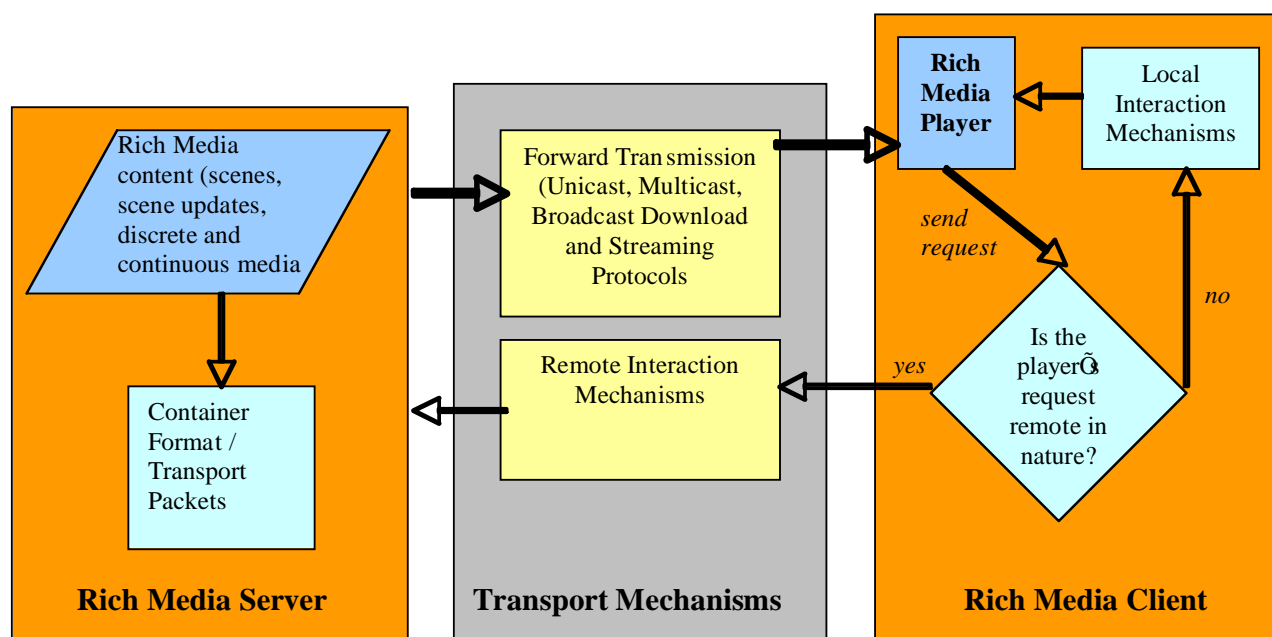 Rich Media
content (scenes,
scene updates,
discrete and
continuous media
Container
Format /
Transport
Packets
Rich Media Server
Forward Transmission
(Unicast, Multicast,
Broadcast Download
and Streaming
Protocols
Remote Interaction
Mechanisms
Transport Mechanisms
Rich
Media
Player
Local
Interaction
Mechanisms
send
request
no
yes
Is the
playerÕs
request
remote in
nature?
Rich Media Client